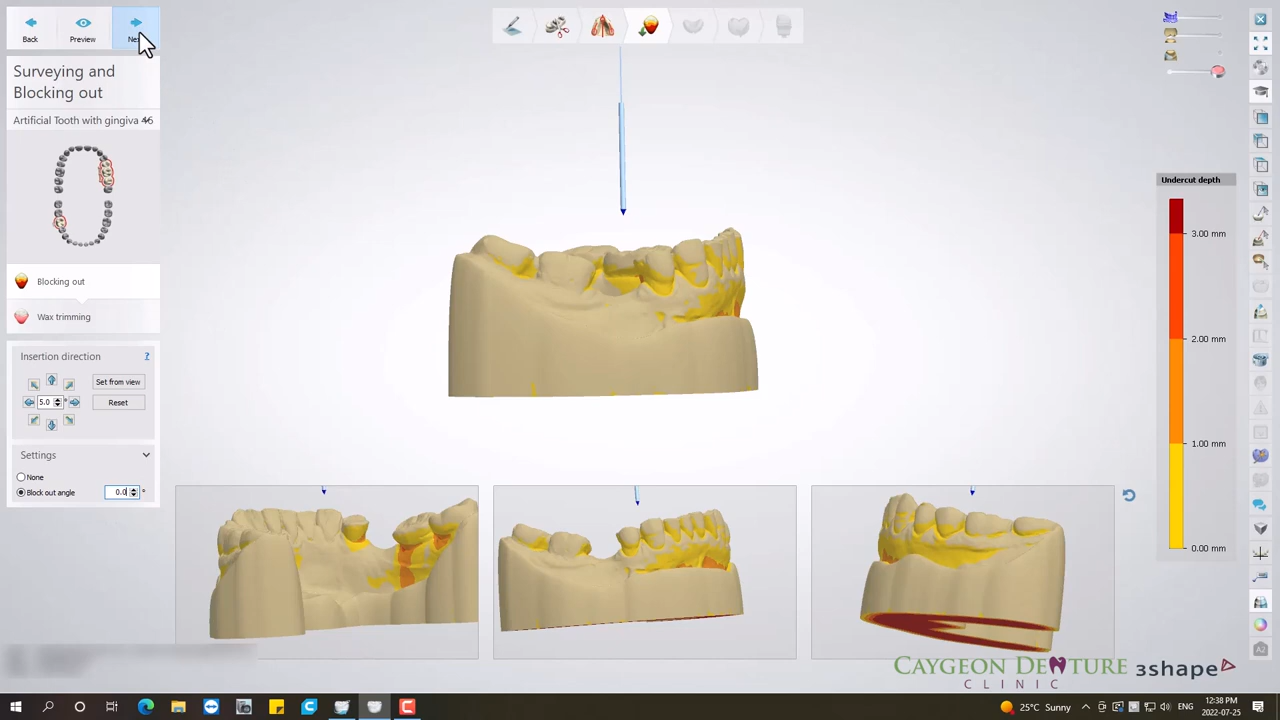 Back
Preview
Surveying and
Blocking out
Artificial Tooth with gingiva 46
Blocking out
Wax trimming
Insertion direction
?
Set from view
5.0
°
Reset
Settings
None
Block out angle
0.0
°
Undercut depth
3.00 mm
2.00 mm
1.00 mm
0.00 mm
A2
CAYGEON DENTURE
CLINIC
3shape
25°C Sunny
ENG
12:38 PM
2022-07-25